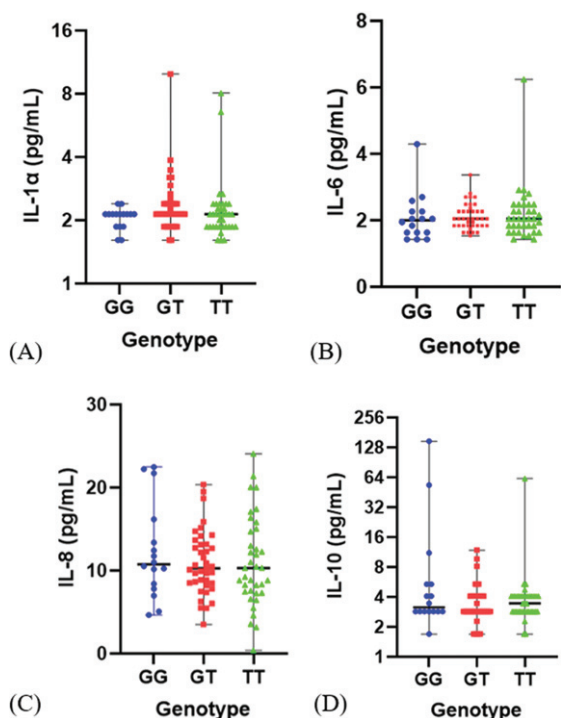 16
8
4
2
1
IL-1α (pg/mL)
GG GT TT
Genotype
(A)
8
6
4
2
0
IL-6 (pg/mL)
GG GT TT
Genotype
(B)
30
20
10
0
IL-8 (pg/mL)
GG GT TT
Genotype
(C)
256
128
64
32
16
8
4
2
1
IL-10 (pg/mL)
GG GT TT
Genotype
(D)